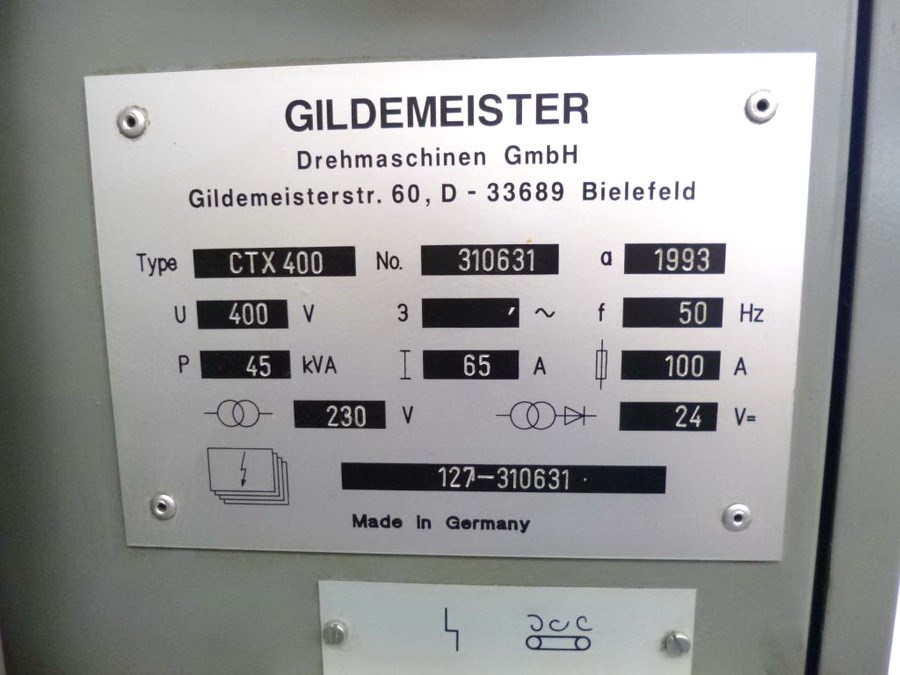 GILDEMEISTER
Drehmaschinen GmbH
Gildemeisterstr. 60, D - 33689 Bielefeld
Type CTX 400 No. 310631 a 1993
U 400 V 3 ~ f 50 Hz
P 45 kVA I 65 A 100 A
230 V 24 V=
127-310631
Made in Germany